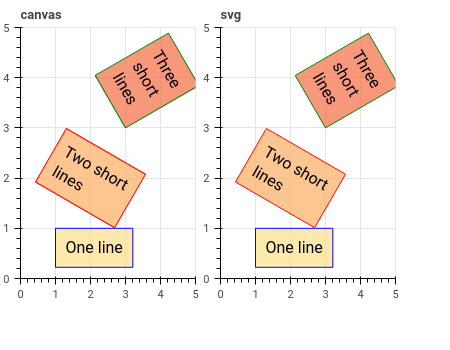 canvas
5
4
3
2
1
0
0 1 2 3 4 5
Three
short
lines
Two short
lines
One line
svg
5
4
3
2
1
0
0 1 2 3 4 5
Three
short
lines
Two short
lines
One line